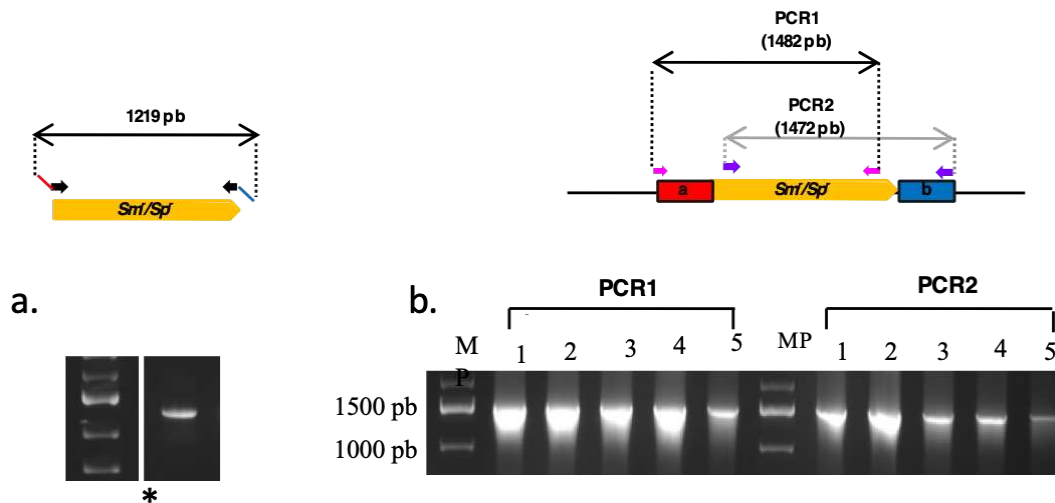 PCR1
(1482 pb)
PCR2
(1472 pb)
1219 pb
Smr/Spr
a
Smr/Spr
b
a.
*
b.
PCR1
PCR2
M
P
1 2 3 4 5
MP
1 2 3 4 5
1500 pb
1000 pb